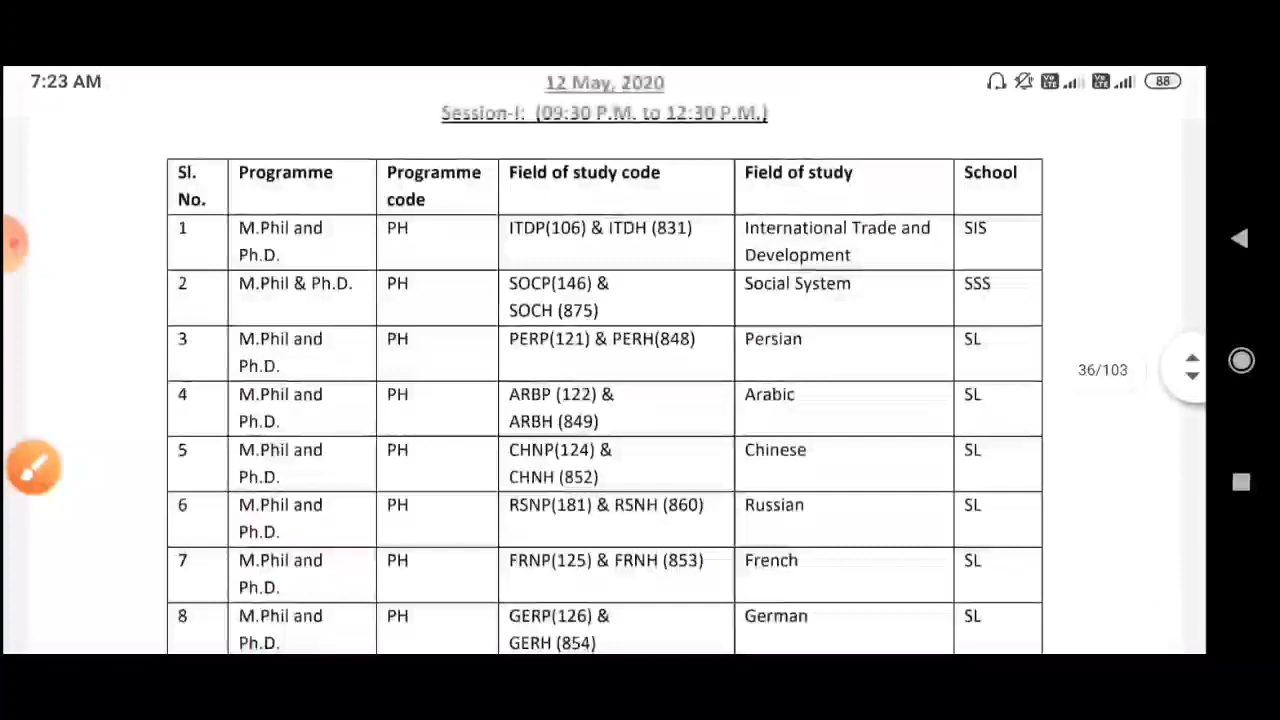 7:23 AM
12 May, 2020
88
Session-I: (09:30 P.M. to 12:30 P.M.)
Sl. No. Programme Programme code Field of study code Field of study School
1 M.Phil and Ph.D. PH ITDP(106) & ITDH (831) International Trade and Development SIS
2 M.Phil & Ph.D. PH SOCP(146) & SOCH (875) Social System SSS
3 M.Phil and Ph.D. PH PERP(121) & PERH(848) Persian SL
4 M.Phil and Ph.D. PH ARBP (122) & ARBH (849) Arabic SL
5 M.Phil and Ph.D. PH CHNP(124) & CHNH (852) Chinese SL
6 M.Phil and Ph.D. PH RSNP(181) & RSNH (860) Russian SL
7 M.Phil and Ph.D. PH FRNP(125) & FRNH (853) French SL
8 M.Phil and Ph.D. PH GERP(126) & GERH (854) German SL
36/103